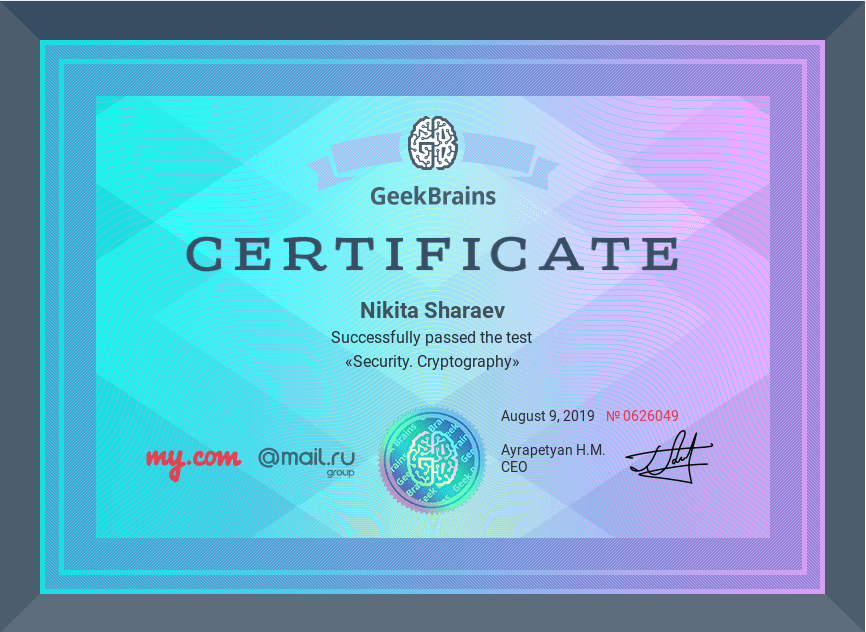 GeekBrains
CERTIFICATE
Nikita Sharaev
Successfully passed the test
«Security. Cryptography»
August 9, 2019 № 0626049
my.com @mail.ru
group
Ayrapetyan H.M.
CEO